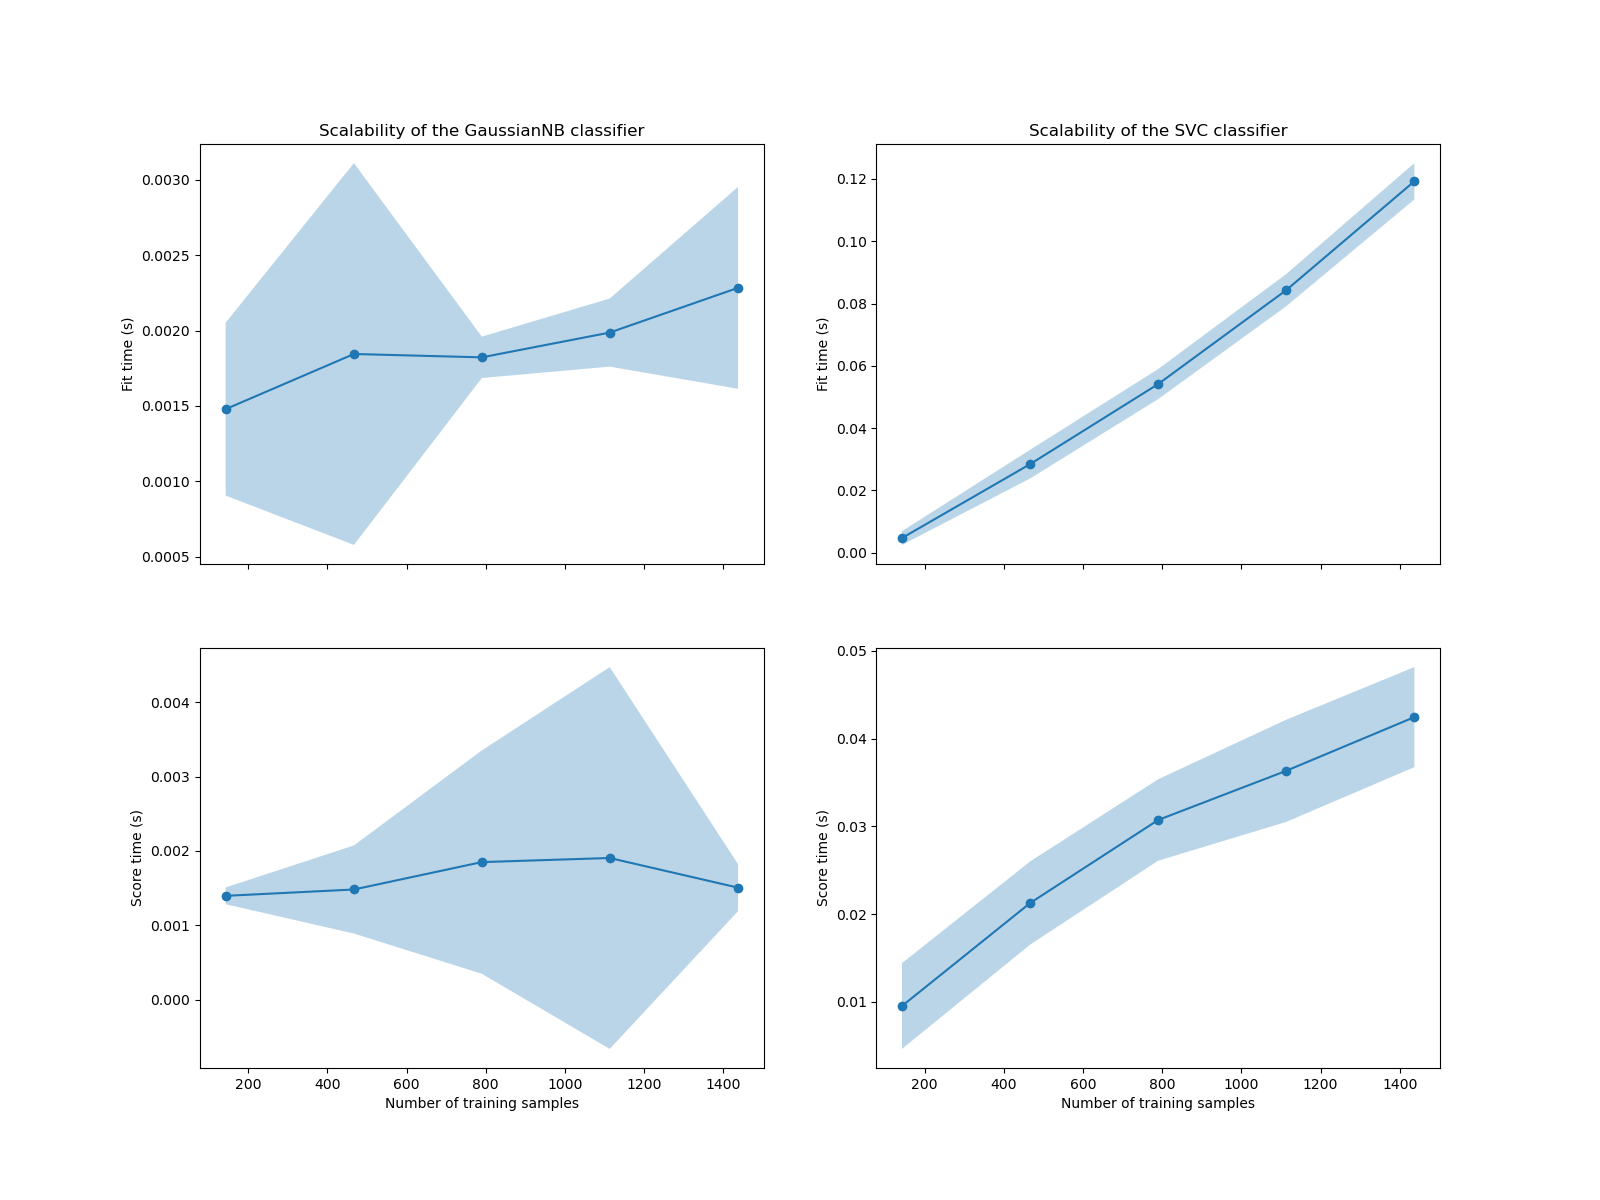 Scalability of the GaussianNB classifier
0.0030
0.0025
0.0020
0.0015
0.0010
0.0005
Fit time (s)
Scalability of the SVC classifier
0.12
0.10
0.08
0.06
0.04
0.02
0.00
Fit time (s)
0.004
0.003
0.002
0.001
0.000
Score time (s)
200 400 600 800 1000 1200 1400
Number of training samples
0.05
0.04
0.03
0.02
0.01
Score time (s)
200 400 600 800 1000 1200 1400
Number of training samples